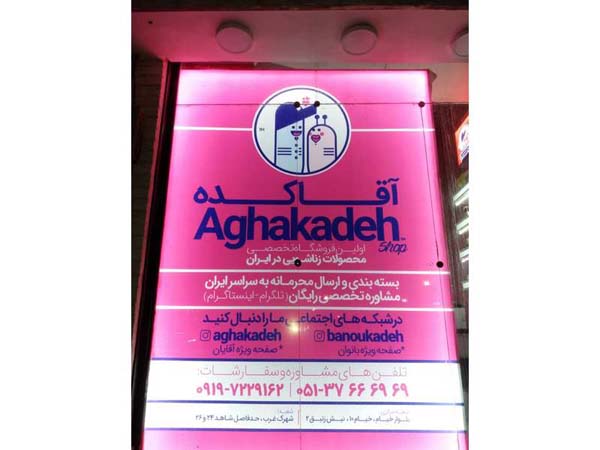 آقاکده
Aghakadeh
Shop
اولین فروشگاه تخصصی
محصولات زناشویی در ایران
بسته بندی و ارسال محرمانه به سراسر ایران
مشاوره تخصصی رایگان (تلگرام - اینستاگرام)
در شبکه های اجتماعی ما را دنبال کنید
aghakadeh banoukadeh
*صفحه ویژه بانوان *صفحه ویژه آقایان
تلفن های مشاوره و سفارشات:
۰۹۱۹-۷۲۲۹۱۶۲ | ۰۵۱-۳۷ ۶۶ ۶۹ ۶۹
بلوار خیام، خیام ۱۰، نبش زنبق ۲
شهرک غرب، حدفاصل شاهد ۲۴ و ۲۶